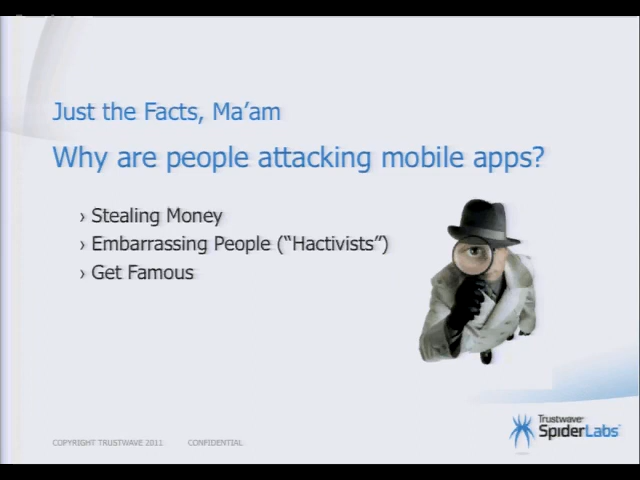 Just the Facts, Ma'am
Why are people attacking mobile apps?
› Stealing Money
› Embarrassing People ("Hactivists")
› Get Famous
COPYRIGHT TRUSTWAVE 2011 CONFIDENTIAL
Trustwave®
SpiderLabs®